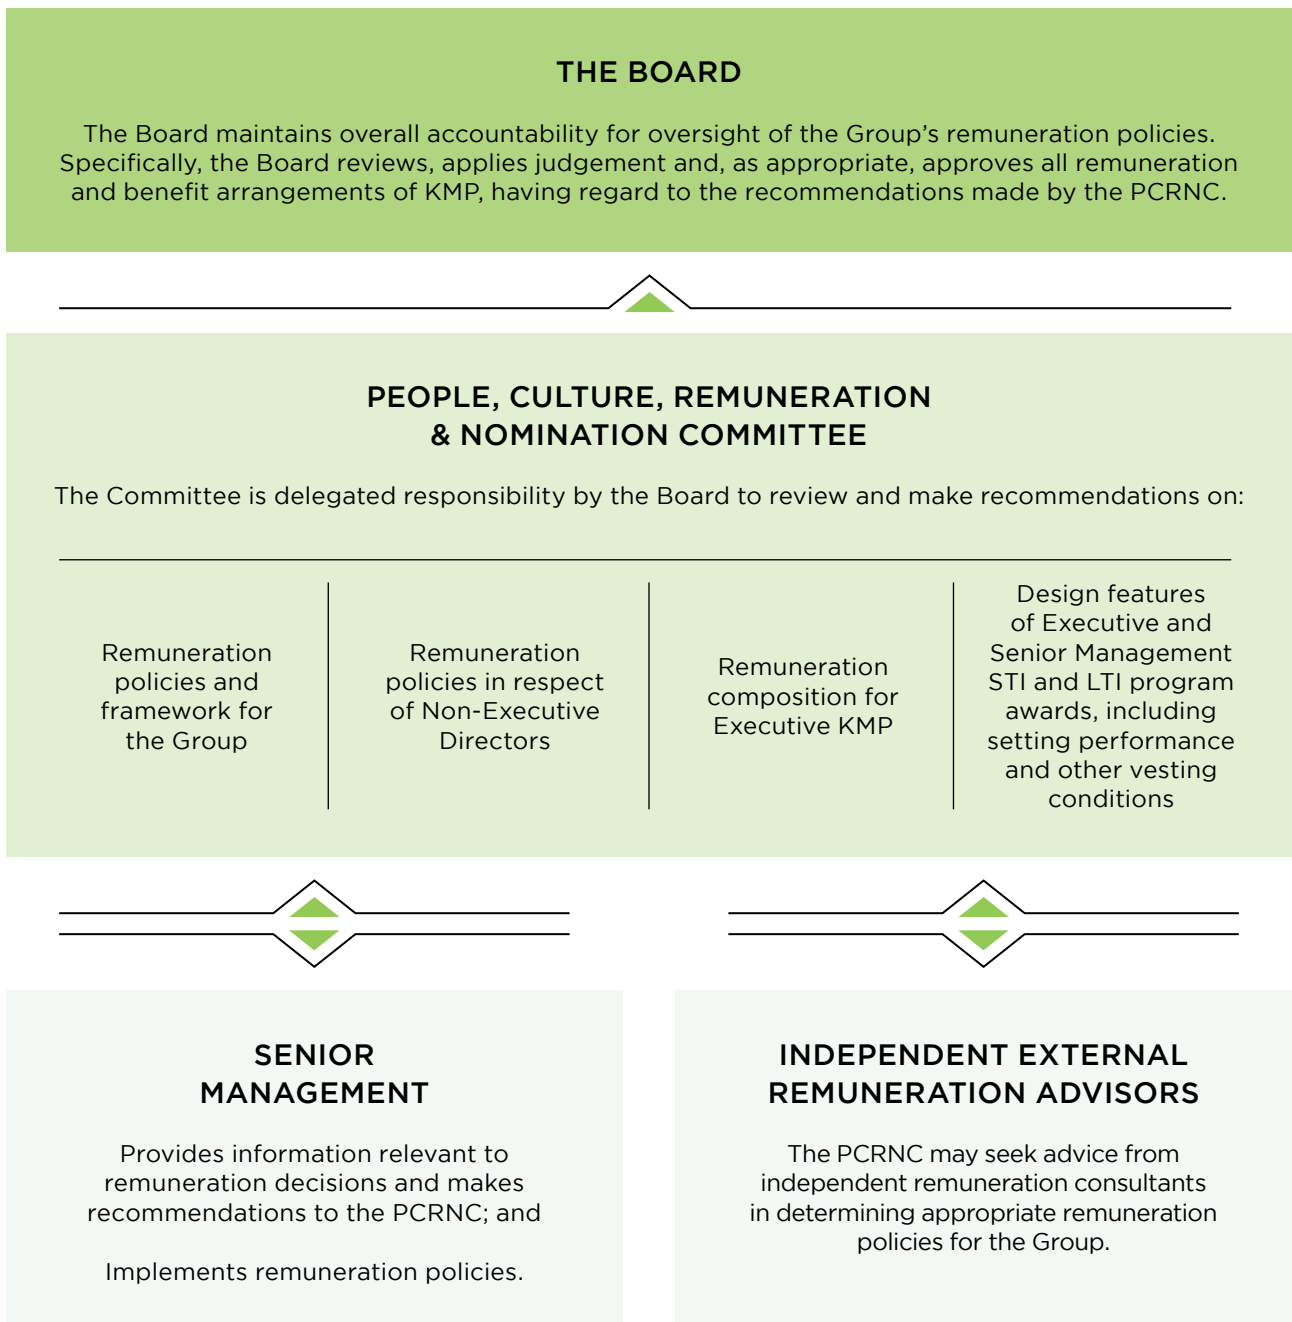 THE BOARD
The Board maintains overall accountability for oversight of the Group’s remuneration policies.
Specifically, the Board reviews, applies judgement and, as appropriate, approves all remuneration
and benefit arrangements of KMP, having regard to the recommendations made by the PCRNC.
PEOPLE, CULTURE, REMUNERATION
& NOMINATION COMMITTEE
The Committee is delegated responsibility by the Board to review and make recommendations on:
Remuneration
policies and
framework for
the Group
Remuneration
policies in respect
of Non-Executive
Directors
Remuneration
composition for
Executive KMP
Design features
of Executive and
Senior Management
STI and LTI program
awards, including
setting performance
and other vesting
conditions
SENIOR
MANAGEMENT
Provides information relevant to
remuneration decisions and makes
recommendations to the PCRNC; and
Implements remuneration policies.
INDEPENDENT EXTERNAL
REMUNERATION ADVISORS
The PCRNC may seek advice from
independent remuneration consultants
in determining appropriate remuneration
policies for the Group.